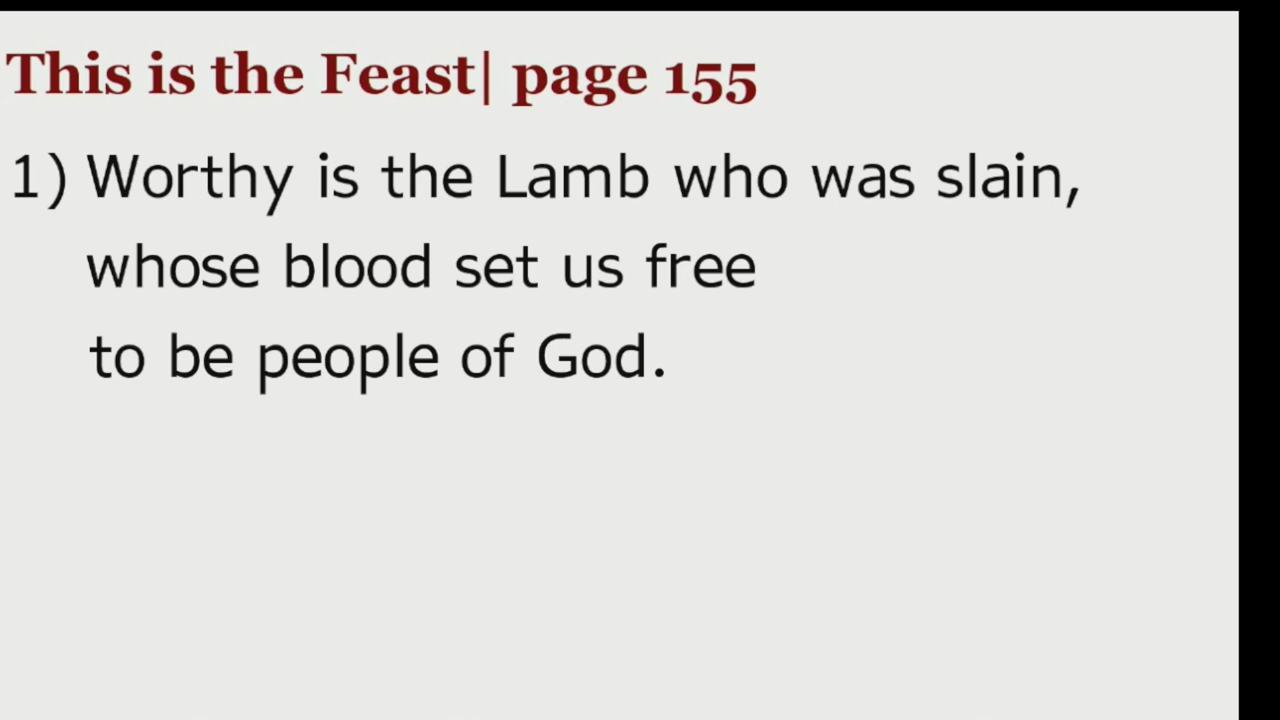 This is the Feast| page 155
1) Worthy is the Lamb who was slain,
whose blood set us free
to be people of God.